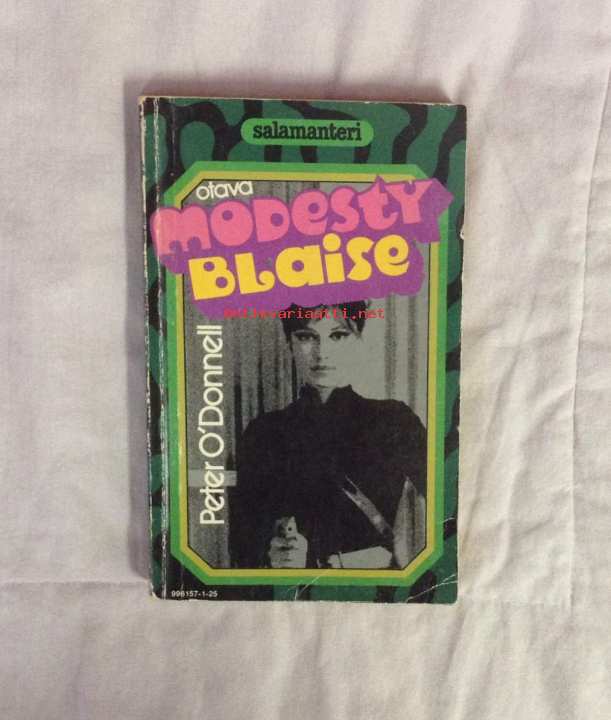 salamanteri
otava
MODESTY
BLAISE
Antikvariaatti.net
Peter O'Donnell
996157-1-25